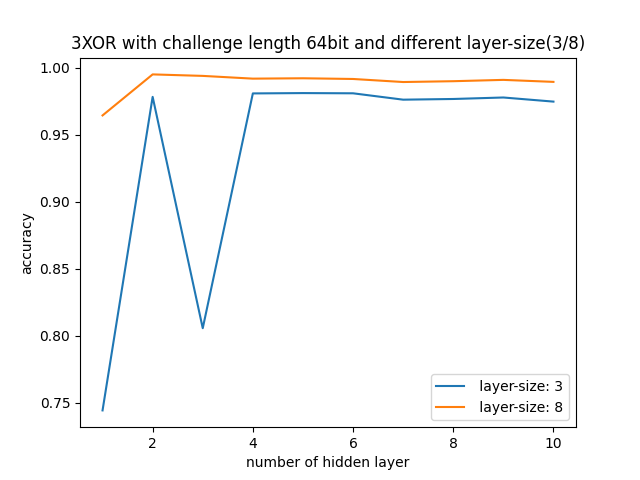 3XOR with challenge length 64bit and different layer-size(3/8)
1.00
0.95
0.90
0.85
0.80
0.75
accuracy
2
4
6
8
10
number of hidden layer
layer-size: 3
layer-size: 8